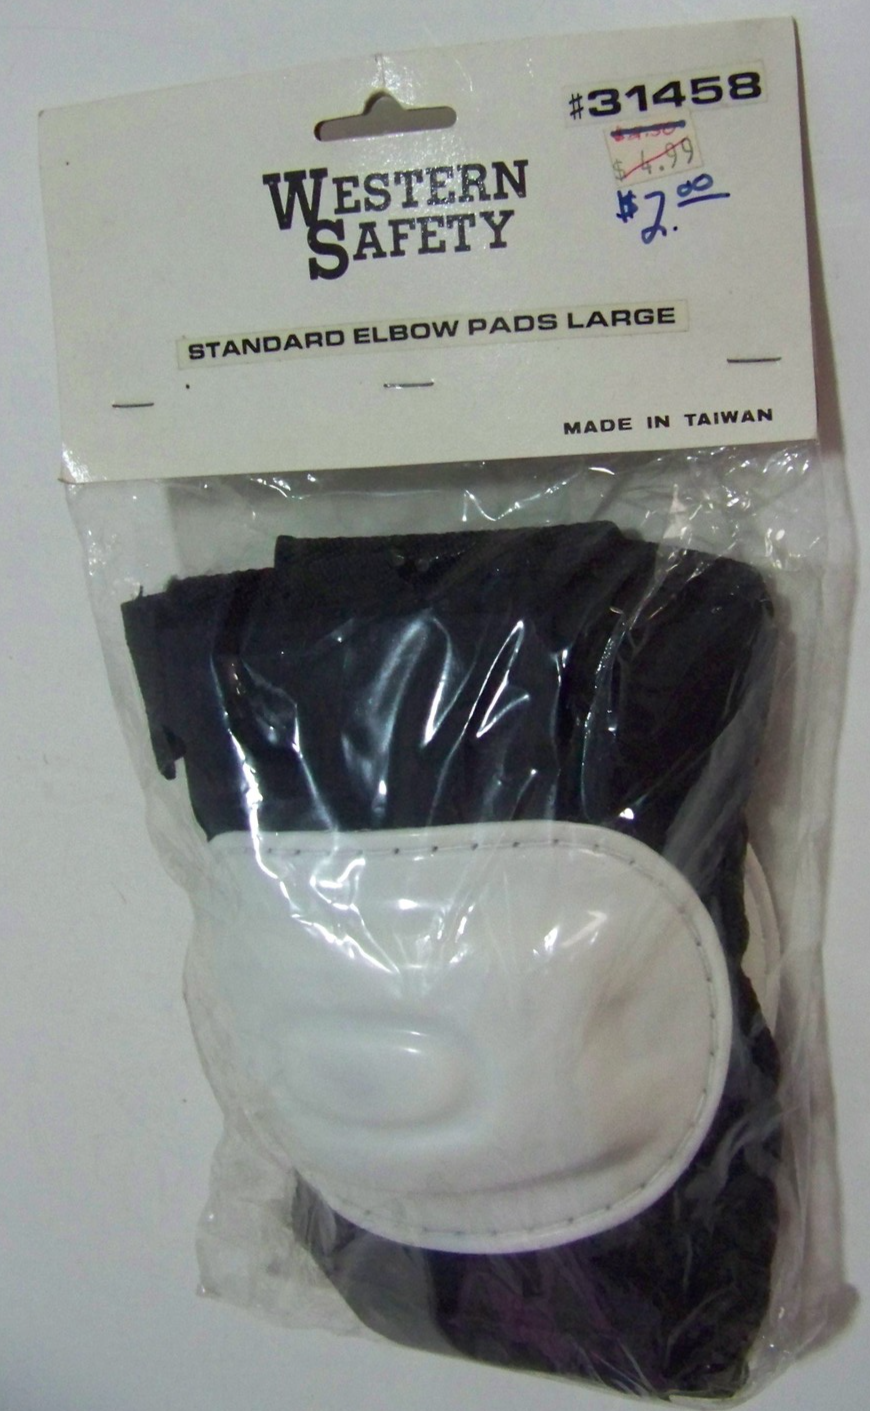 #31458
$ 4.99
$2.00
WESTERN
SAFETY
STANDARD ELBOW PADS LARGE
MADE IN TAIWAN